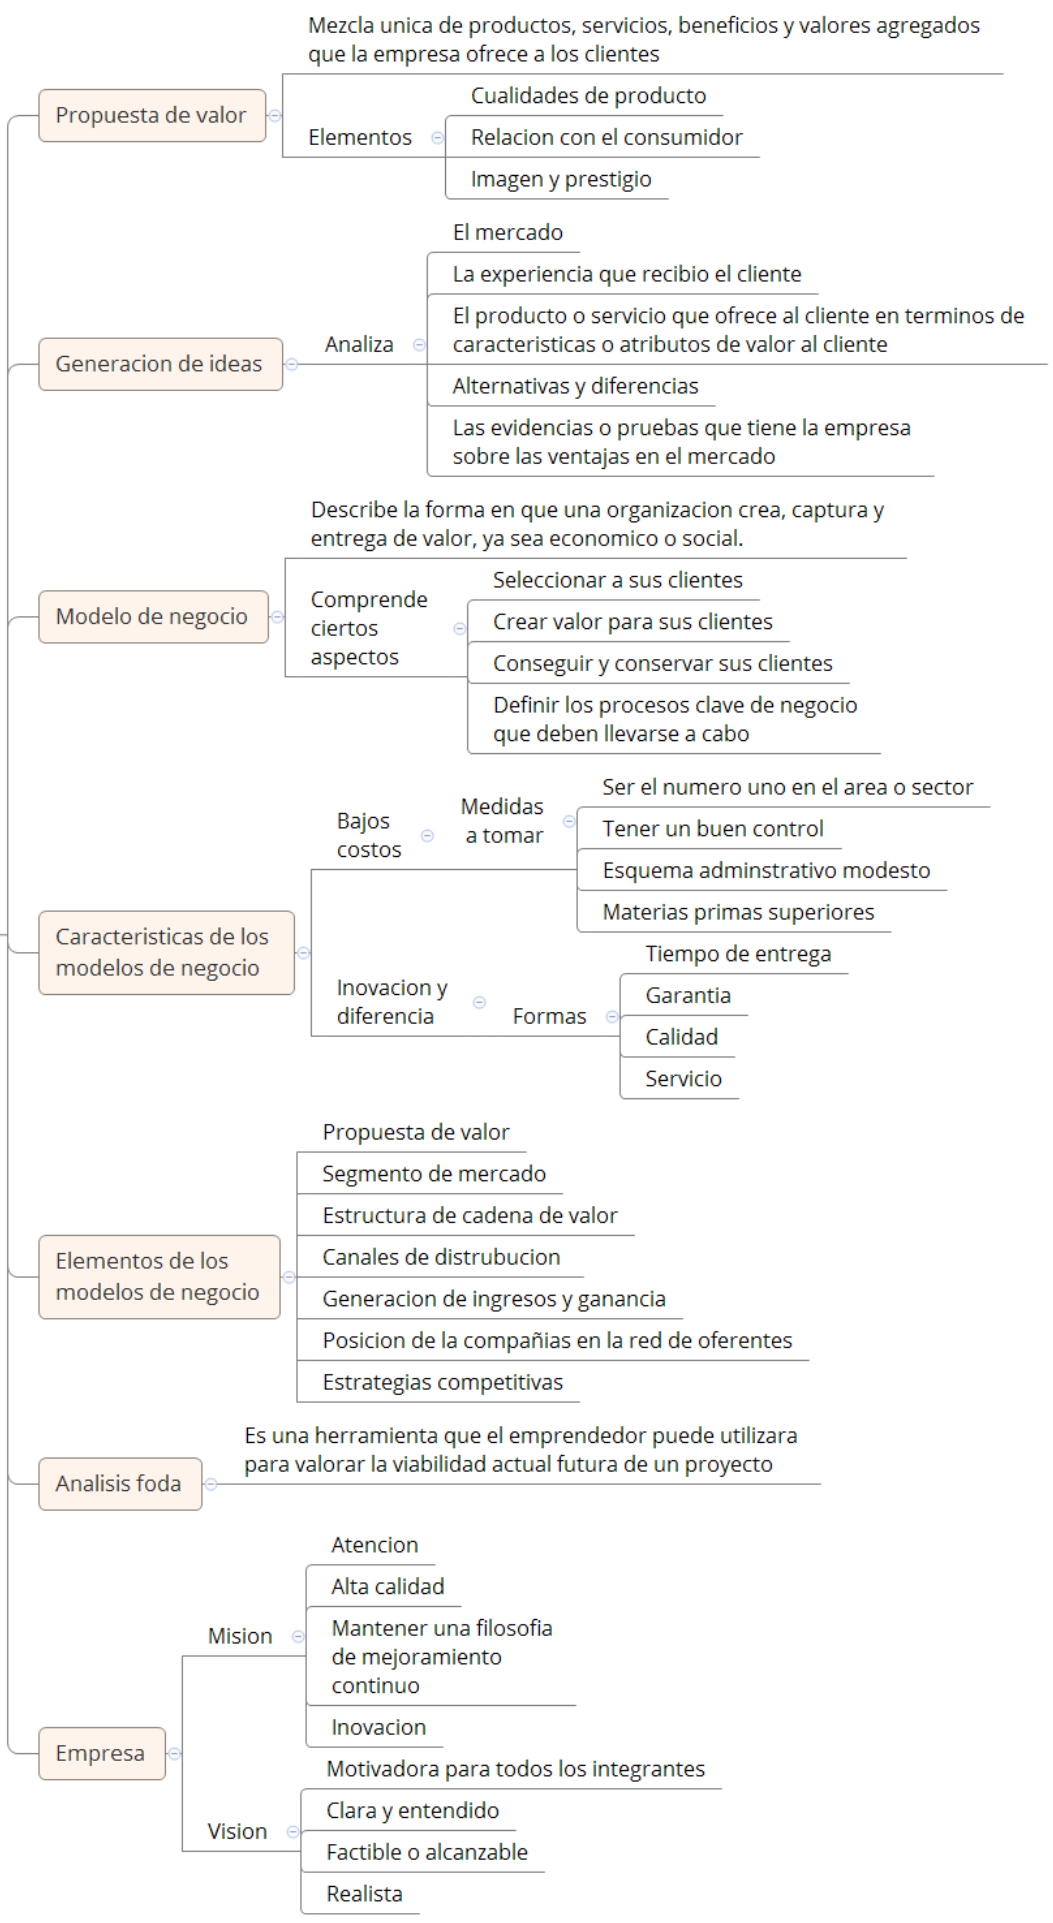 Mezcla unica de productos, servicios, beneficios y valores agregados
que la empresa ofrece a los clientes
Propuesta de valor
Elementos
Cualidades de producto
Relacion con el consumidor
Imagen y prestigio
Generacion de ideas
Analiza
El mercado
La experiencia que recibio el cliente
El producto o servicio que ofrece al cliente en terminos de
caracteristicas o atributos de valor al cliente
Alternativas y diferencias
Las evidencias o pruebas que tiene la empresa
sobre las ventajas en el mercado
Modelo de negocio
Describe la forma en que una organizacion crea, captura y
entrega de valor, ya sea economico o social.
Comprende
ciertos
aspectos
Seleccionar a sus clientes
Crear valor para sus clientes
Conseguir y conservar sus clientes
Definir los procesos clave de negocio
que deben llevarse a cabo
Caracteristicas de los
modelos de negocio
Bajos
costos
Medidas
a tomar
Ser el numero uno en el area o sector
Tener un buen control
Esquema adminstrativo modesto
Materias primas superiores
Inovacion y
diferencia
Formas
Tiempo de entrega
Garantia
Calidad
Servicio
Elementos de los
modelos de negocio
Propuesta de valor
Segmento de mercado
Estructura de cadena de valor
Canales de distrubucion
Generacion de ingresos y ganancia
Posicion de la compañias en la red de oferentes
Estrategias competitivas
Analisis foda
Es una herramienta que el emprendedor puede utilizara
para valorar la viabilidad actual futura de un proyecto
Empresa
Mision
Atencion
Alta calidad
Mantener una filosofia
de mejoramiento
continuo
Inovacion
Vision
Motivadora para todos los integrantes
Clara y entendido
Factible o alcanzable
Realista